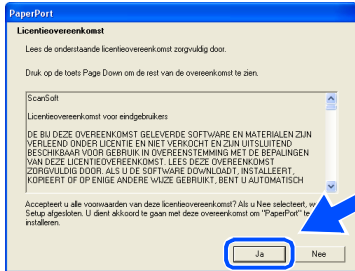 PaperPort
Licentieovereenkomst
Lees de onderstaande licentieovereenkomst zorgvuldig door.
Druk op de toets Page Down om de rest van de overeenkomst te zien.
ScanSoft
Licentieovereenkomst voor eindgebruikers
DE BIJ DEZE OVEREENKOMST GELEVERDE SOFTWARE EN MATERIALEN ZIJN
VERLEEND ONDER LICENTIE EN NIET VERKOCHT EN ZIJN UITSLUITEND
BESCHIKBAAR VOOR GEBRUIK IN OVEREENSTEMMING MET DE BEPALINGEN
VAN DEZE LICENTIEOVEREENKOMST. LEES DEZE OVEREENKOMST
ZORGVULDIG DOOR. ALS U DE SOFTWARE DOWNLOADT, INSTALLEERT,
KOPIEERT OF OP ENIGE ANDERE WIJZE GEBRUIKT, BENT U AUTOMATISCH
Accepteert u alle voorwaarden van deze licentieovereenkomst? Als u Nee selecteert,
Setup afgesloten. U dient akkoord te gaan met deze overeenkomst om "PaperPort" te
installeren.
Ja
Nee